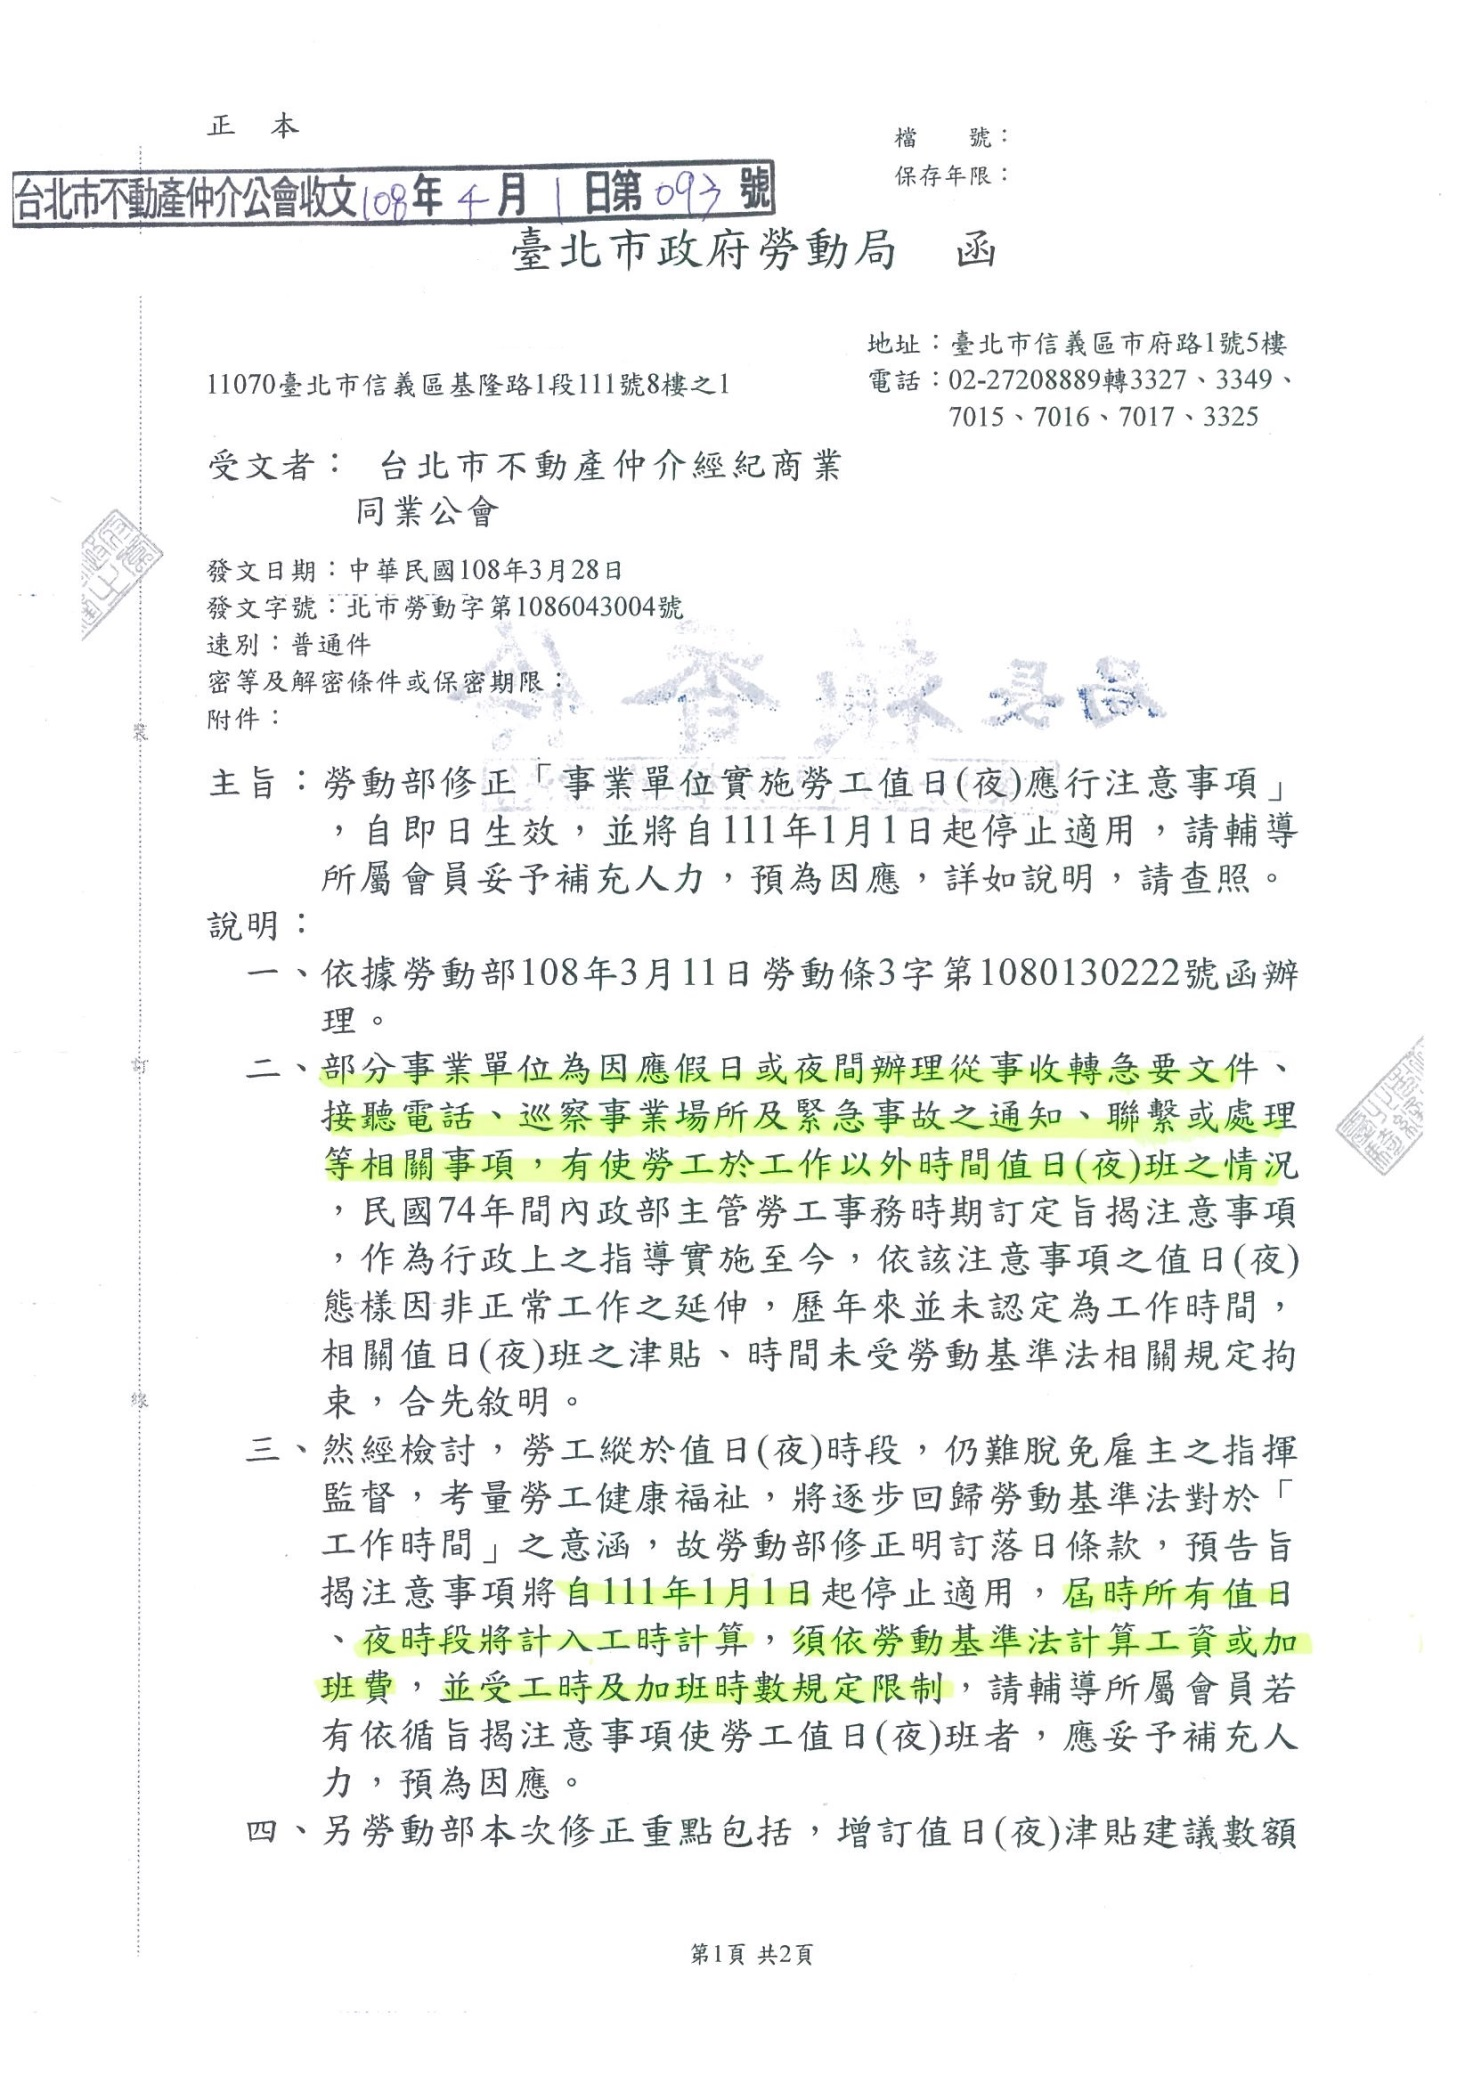 正 本
檔 號：
保存年限：
台北市不動產仲介公會收文108年4月1日第093號
臺北市政府勞動局 函
地址：臺北市信義區市府路1號5樓
11070臺北市信義區基隆路1段111號8樓之1
電話：02-27208889轉3327、3349、
7015、7016、7017、3325
受文者： 台北市不動產仲介經紀商業
同業公會
發文日期：中華民國108年3月28日
發文字號：北市勞動字第1086043004號
速別：普通件
密等及解密條件或保密期限：
附件：
主旨：勞動部修正「事業單位實施勞工值日(夜)應行注意事項」
，自即日生效，並將自111年1月1日起停止適用，請輔導
所屬會員妥予補充人力，預為因應，詳如說明，請查照。
說明：
一、依據勞動部108年3月11日勞動條3字第1080130222號函辦
理。
二、部分事業單位為因應假日或夜間辦理從事收轉急要文件、
接聽電話、巡察事業場所及緊急事故之通知、聯繫或處理
等相關事項，有使勞工於工作以外時間值日(夜)班之情況
，民國74年間內政部主管勞工事務時期訂定旨揭注意事項
，作為行政上之指導實施至今，依該注意事項之值日(夜)
態樣因非正常工作之延伸，歷年來並未認定為工作時間，
相關值日(夜)班之津貼、時間未受勞動基準法相關規定拘
束，合先敘明。
三、然經檢討，勞工縱於值日(夜)時段，仍難脫免雇主之指揮
監督，考量勞工健康福祉，將逐步回歸勞動基準法對於「
工作時間」之意涵，故勞動部修正明訂落日條款，預告旨
揭注意事項將自111年1月1日起停止適用，屆時所有值日
、夜時段將計入工時計算，須依勞動基準法計算工資或加
班費，並受工時及加班時數規定限制，請輔導所屬會員若
有依循旨揭注意事項使勞工值日(夜)班者，應妥予補充人
力，預為因應。
四、另勞動部本次修正重點包括，增訂值日(夜)津貼建議數額
裝
訂
線
第1頁 共2頁